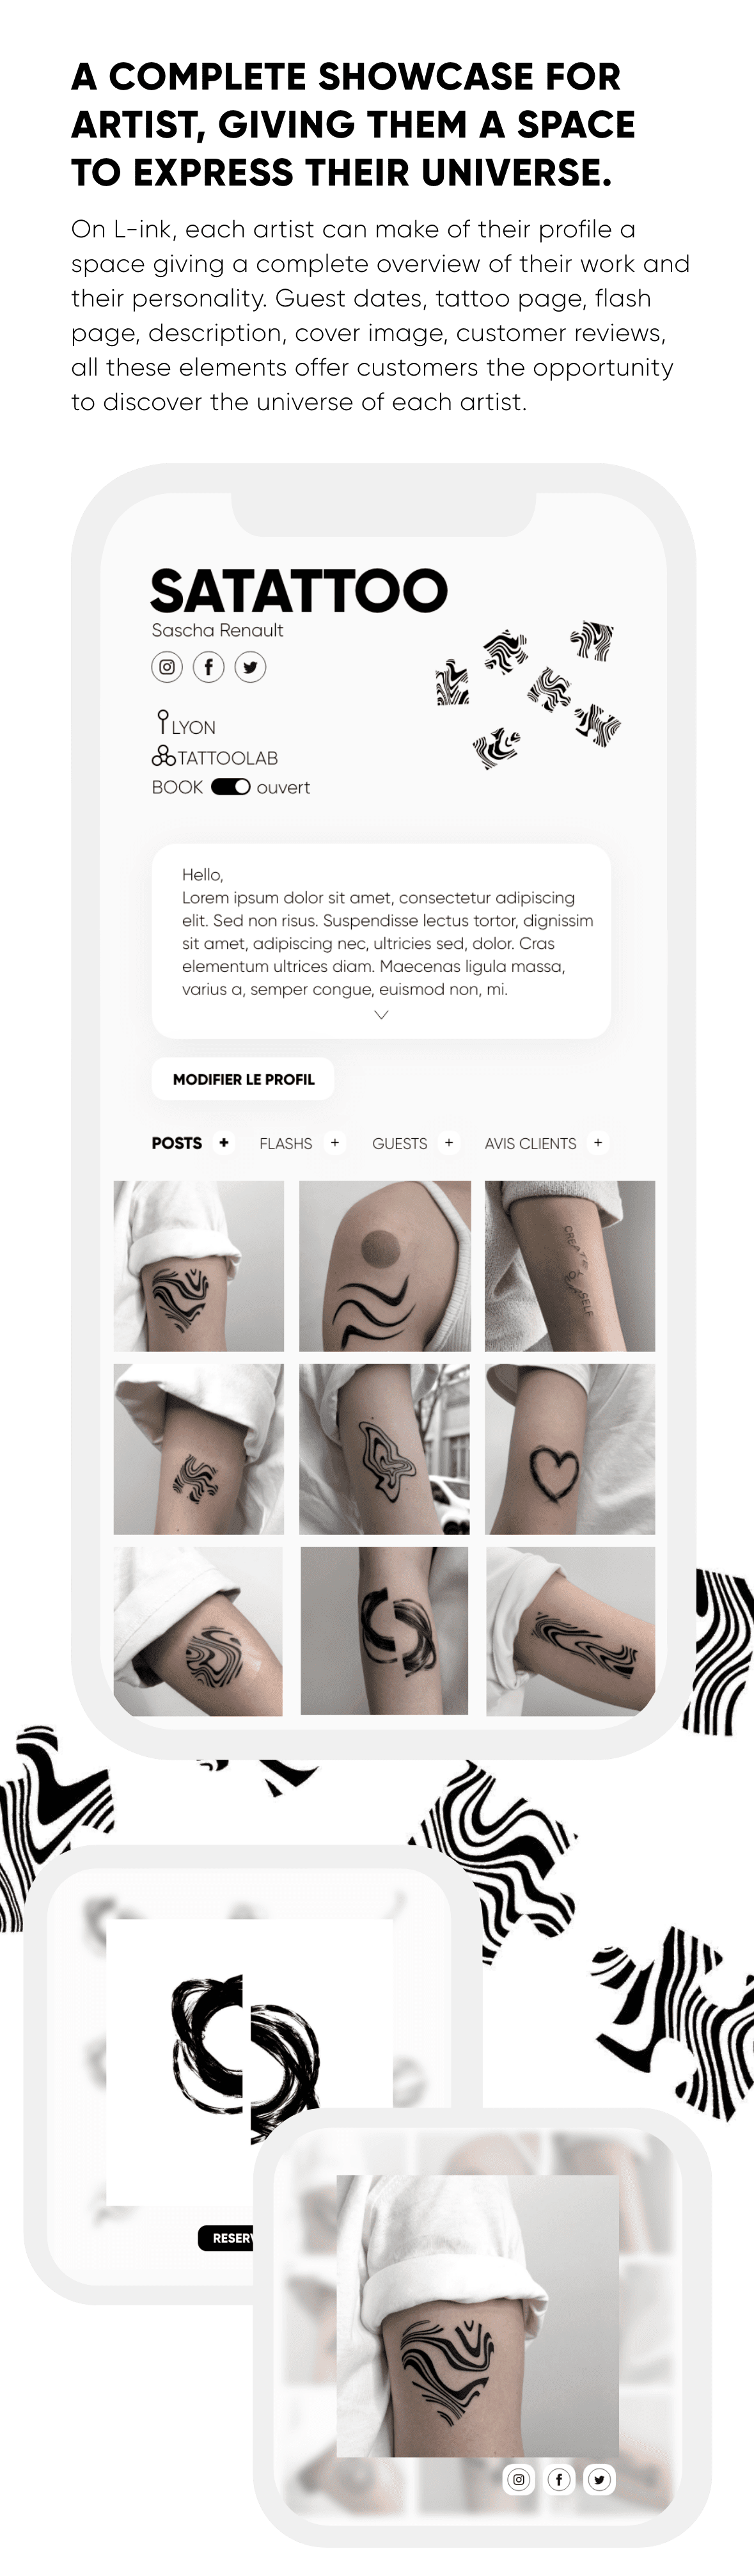 A COMPLETE SHOWCASE FOR
ARTIST, GIVING THEM A SPACE
TO EXPRESS THEIR UNIVERSE.
On L-ink, each artist can make of their profile a
space giving a complete overview of their work and
their personality. Guest dates, tattoo page, flash
page, description, cover image, customer reviews,
all these elements offer customers the opportunity
to discover the universe of each artist.
SATATTOO
Sascha Renault
LYON
TATTOOLAB
BOOK ouvert
Hello,
Lorem ipsum dolor sit amet, consectetur adipiscing
elit. Sed non risus. Suspendisse lectus tortor, dignissim
sit amet, adipiscing nec, ultricies sed, dolor. Cras
elementum ultrices diam. Maecenas ligula massa,
varius a, semper congue, euismod non, mi.
MODIFIER LE PROFIL
POSTS + FLASHS + GUESTS + AVIS CLIENTS +